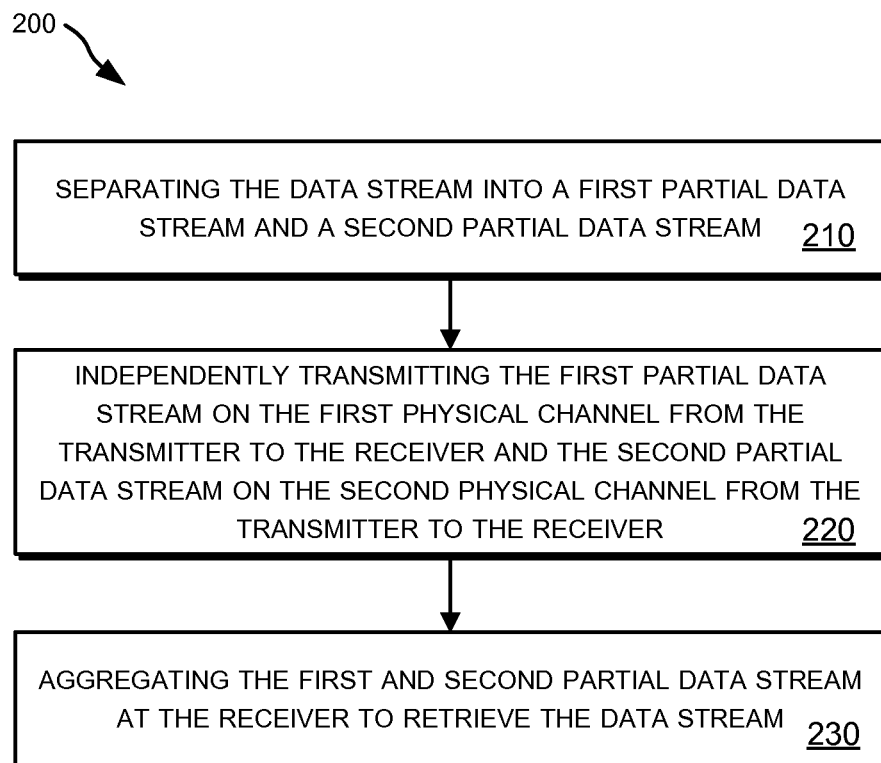 200
SEPARATING THE DATA STREAM INTO A FIRST PARTIAL DATA
STREAM AND A SECOND PARTIAL DATA STREAM
210
INDEPENDENTLY TRANSMITTING THE FIRST PARTIAL DATA
STREAM ON THE FIRST PHYSICAL CHANNEL FROM THE
TRANSMITTER TO THE RECEIVER AND THE SECOND PARTIAL
DATA STREAM ON THE SECOND PHYSICAL CHANNEL FROM THE
TRANSMITTER TO THE RECEIVER
220
AGGREGATING THE FIRST AND SECOND PARTIAL DATA STREAM
AT THE RECEIVER TO RETRIEVE THE DATA STREAM
230